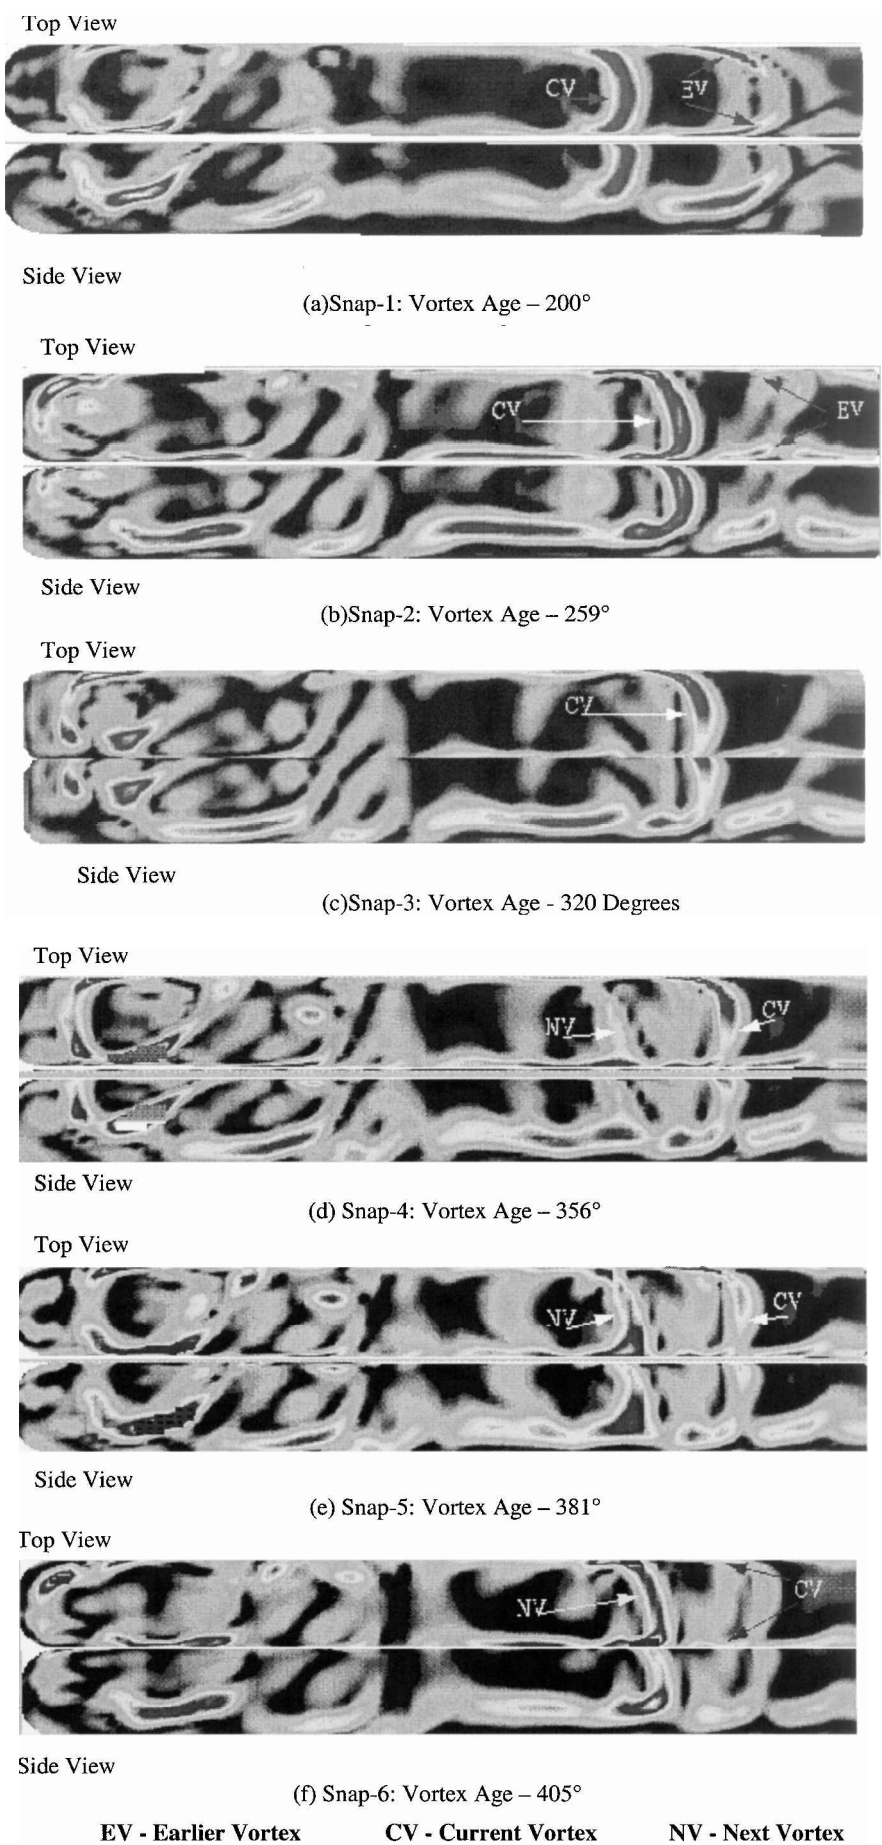 Top View
CV
EV
Side View
(a)Snap-1: Vortex Age – 200°
Top View
CV
EV
Side View
(b)Snap-2: Vortex Age – 259°
Top View
CV
Side View
(c)Snap-3: Vortex Age - 320 Degrees
Top View
NV
CV
Side View
(d) Snap-4: Vortex Age – 356°
Top View
NV
CV
Side View
(e) Snap-5: Vortex Age – 381°
Top View
NV
CV
Side View
(f) Snap-6: Vortex Age – 405°
EV - Earlier Vortex CV - Current Vortex NV - Next Vortex